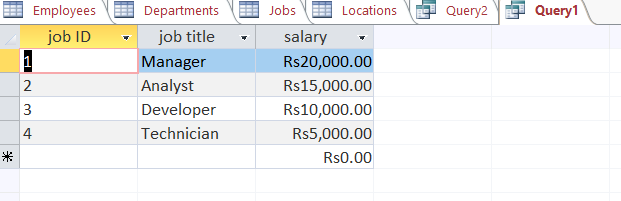 Employees Departments Jobs Locations Query2 Query1
job ID job title salary
1 Manager Rs20,000.00
2 Analyst Rs15,000.00
3 Developer Rs10,000.00
4 Technician Rs5,000.00
Rs0.00